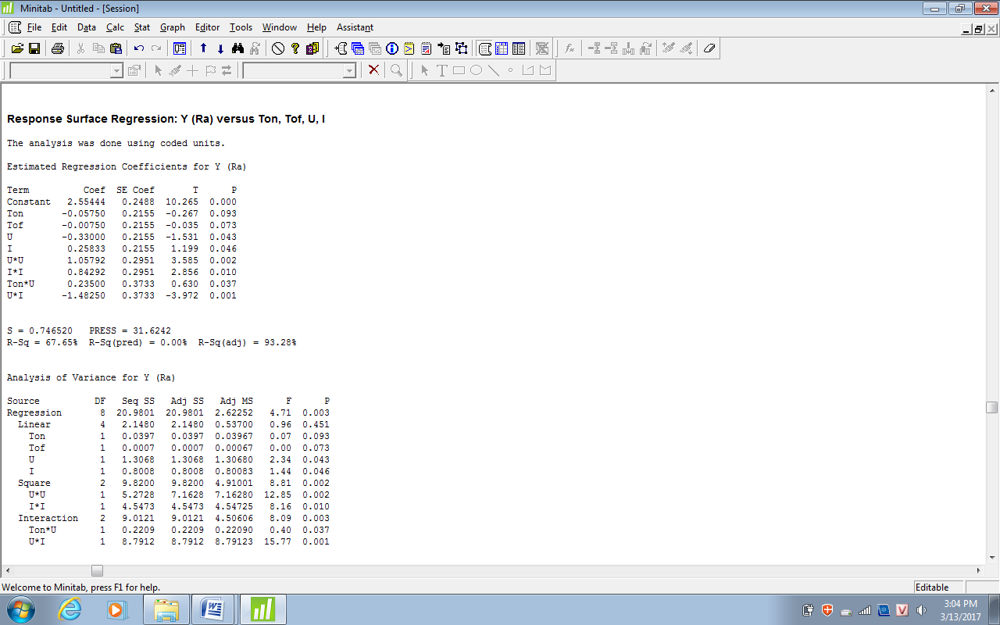 Minitab - Untitled - [Session]
File Edit Data Calc Stat Graph Editor Tools Window Help Assistant
Response Surface Regression: Y (Ra) versus Ton, Tof, U, I
The analysis was done using coded units.
Estimated Regression Coefficients for Y (Ra)
Term Coef SE Coef T P
Constant 2.55444 0.2488 10.265 0.000
Ton -0.05750 0.2155 -0.267 0.093
Tof -0.00750 0.2155 -0.035 0.073
U -0.33000 0.2155 -1.531 0.043
I 0.25833 0.2155 1.199 0.046
U*U 1.05792 0.2951 3.585 0.002
I*I 0.84292 0.2951 2.856 0.010
Ton*U 0.23500 0.3733 0.630 0.037
U*I -1.48250 0.3733 -3.972 0.001
S = 0.746520 PRESS = 31.6242
R-Sq = 67.65% R-Sq(pred) = 0.00% R-Sq(adj) = 93.28%
Analysis of Variance for Y (Ra)
Source DF Seq SS Adj SS Adj MS F P
Regression 8 20.9801 20.9801 2.62252 4.71 0.003
Linear 4 2.1480 2.1480 0.53700 0.96 0.451
Ton 1 0.0397 0.0397 0.03967 0.07 0.093
Tof 1 0.0007 0.0007 0.00067 0.00 0.073
U 1 1.3068 1.3068 1.30680 2.34 0.043
I 1 0.8008 0.8008 0.80083 1.44 0.046
Square 2 9.8200 9.8200 4.91001 8.81 0.002
U*U 1 5.2728 7.1628 7.16280 12.85 0.002
I*I 1 4.5473 4.5473 4.54725 8.16 0.010
Interaction 2 9.0121 9.0121 4.50606 8.09 0.003
Ton*U 1 0.2209 0.2209 0.22090 0.40 0.037
U*I 1 8.7912 8.7912 8.79123 15.77 0.001
Welcome to Minitab, press F1 for help.
Editable
3:04 PM
3/13/2017